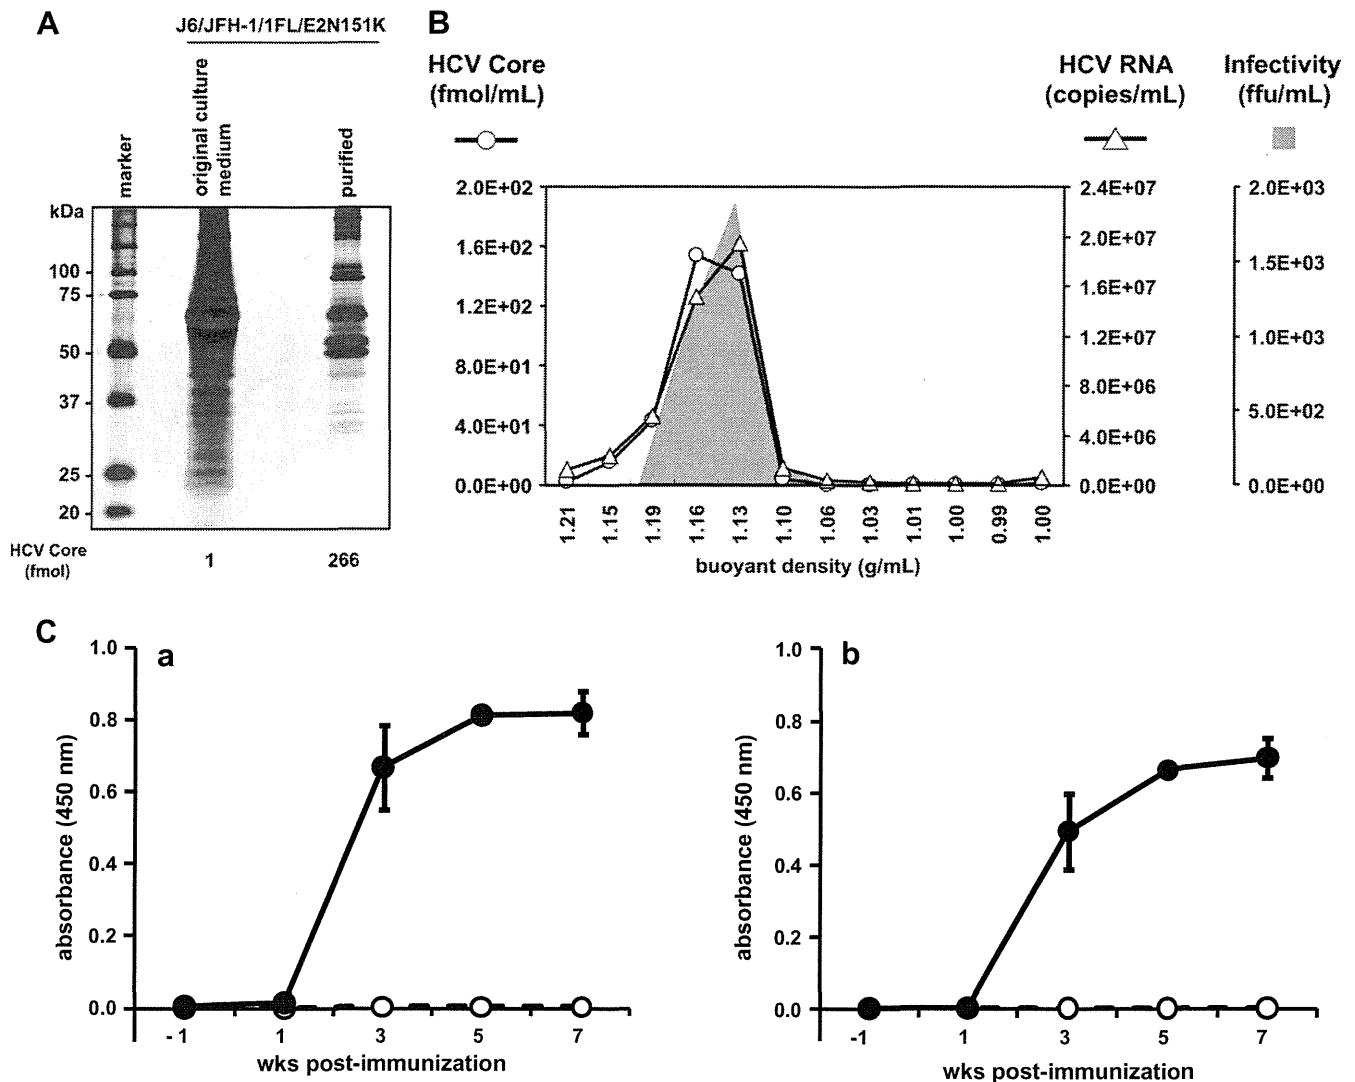 A
J6/JFH-1/1FL/E2N151K
marker
original culture
medium
purified
kDa
100
75
50
37
25
20
HCV Core
(fmol)
1
266
B
HCV Core
(fmol/mL)
HCV RNA
(copies/mL)
Infectivity
(ffu/mL)
2.0E+02
1.6E+02
1.2E+02
8.0E+01
4.0E+01
0.0E+00
2.4E+07
2.0E+07
1.6E+07
1.2E+07
8.0E+06
4.0E+06
0.0E+00
2.0E+03
1.5E+03
1.0E+03
5.0E+02
0.0E+00
1.21
1.15
1.19
1.16
1.13
1.10
1.06
1.03
1.01
1.00
0.99
1.00
buoyant density (g/mL)
C
a
1.0
0.8
0.6
0.4
0.2
0.0
absorbance (450 nm)
-1
1
3
5
7
wks post-immunization
b
1.0
0.8
0.6
0.4
0.2
0.0
absorbance (450 nm)
-1
1
3
5
7
wks post-immunization